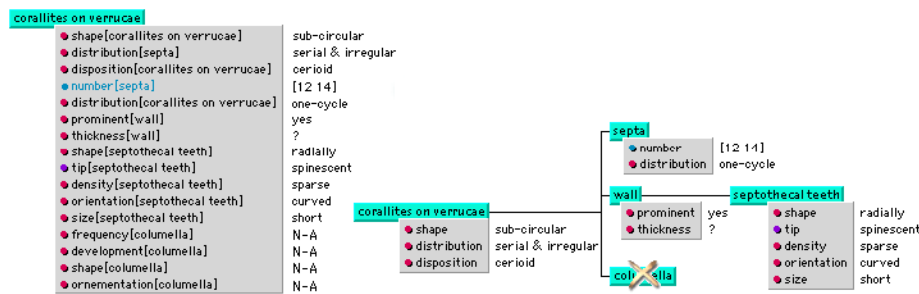 corallites on verrucae
shape[corallites on verrucae] sub-circular
distribution[septa] serial & irregular
disposition[corallites on verrucae] cerioid
number[septa] [12 14]
distribution[corallites on verrucae] one-cycle
prominent[wall] yes
thickness[wall] ?
shape[septothecal teeth] radially
tip[septothecal teeth] spinescent
density[septothecal teeth] sparse
orientation[septothecal teeth] curved
size[septothecal teeth] short
frequency[columella] N-A
development[columella] N-A
shape[columella] N-A
ornementation[columella] N-A
corallites on verrucae
shape sub-circular
distribution serial & irregular
disposition cerioid
septa
number [12 14]
distribution one-cycle
wall
prominent yes
thickness ?
septothecal teeth
shape radially
tip spinescent
density sparse
orientation curved
size short
columella